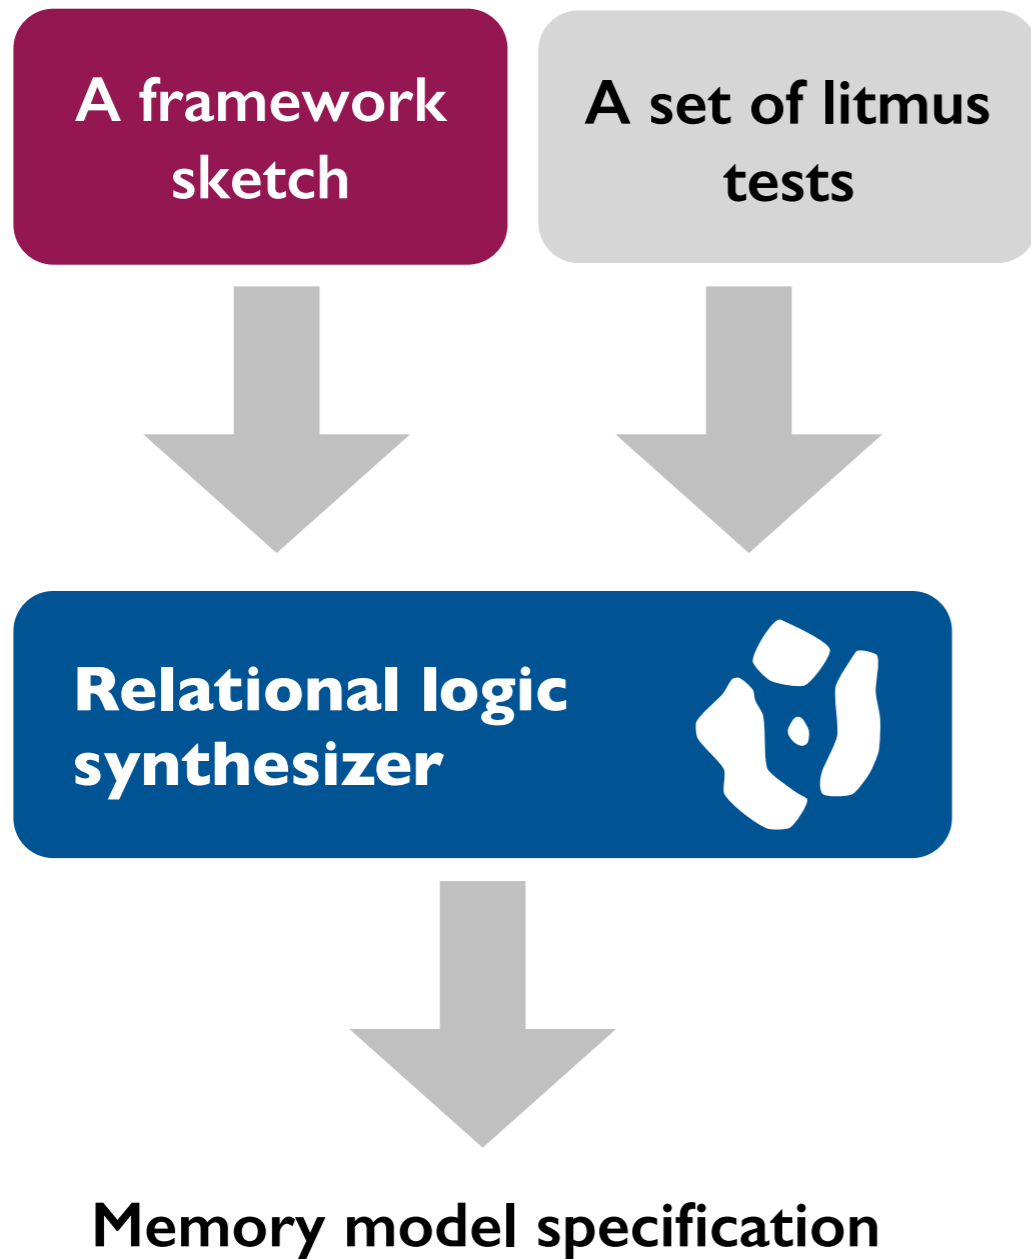 A framework
sketch
A set of litmus
tests
Relational logic
synthesizer
Memory model specification